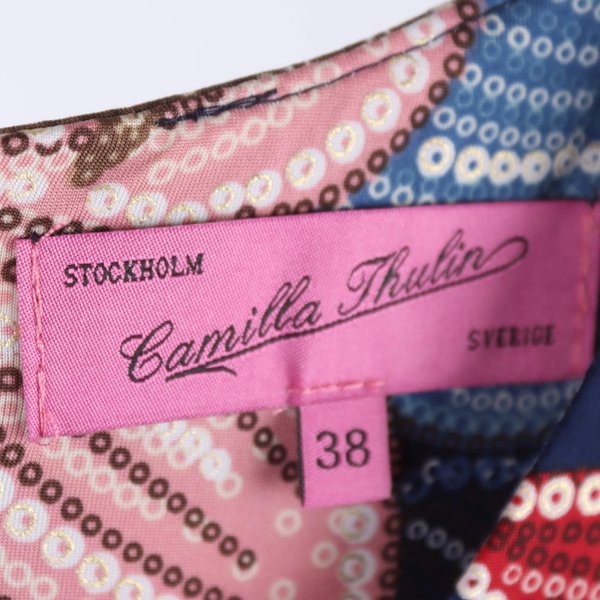 STOCKHOLM
Camilla Thulin
SVERIGE
38